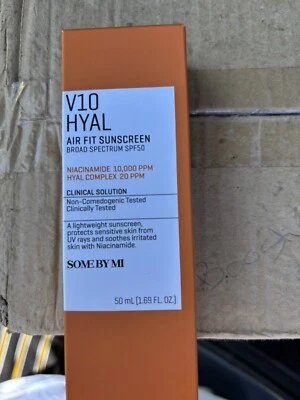 V10
HYAL
AIR FIT SUNSCREEN
BROAD SPECTRUM SPF50
NIACINAMIDE 10,000 PPM
HYAL COMPLEX 20 PPM
CLINICAL SOLUTION
Non-Comedogenic Tested
Clinically Tested
A lightweight sunscreen,
protects sensitive skin from
UV rays and soothes irritated
skin with Niacinamide.
SOME BY MI
50 mL [1.69 FL. OZ.]